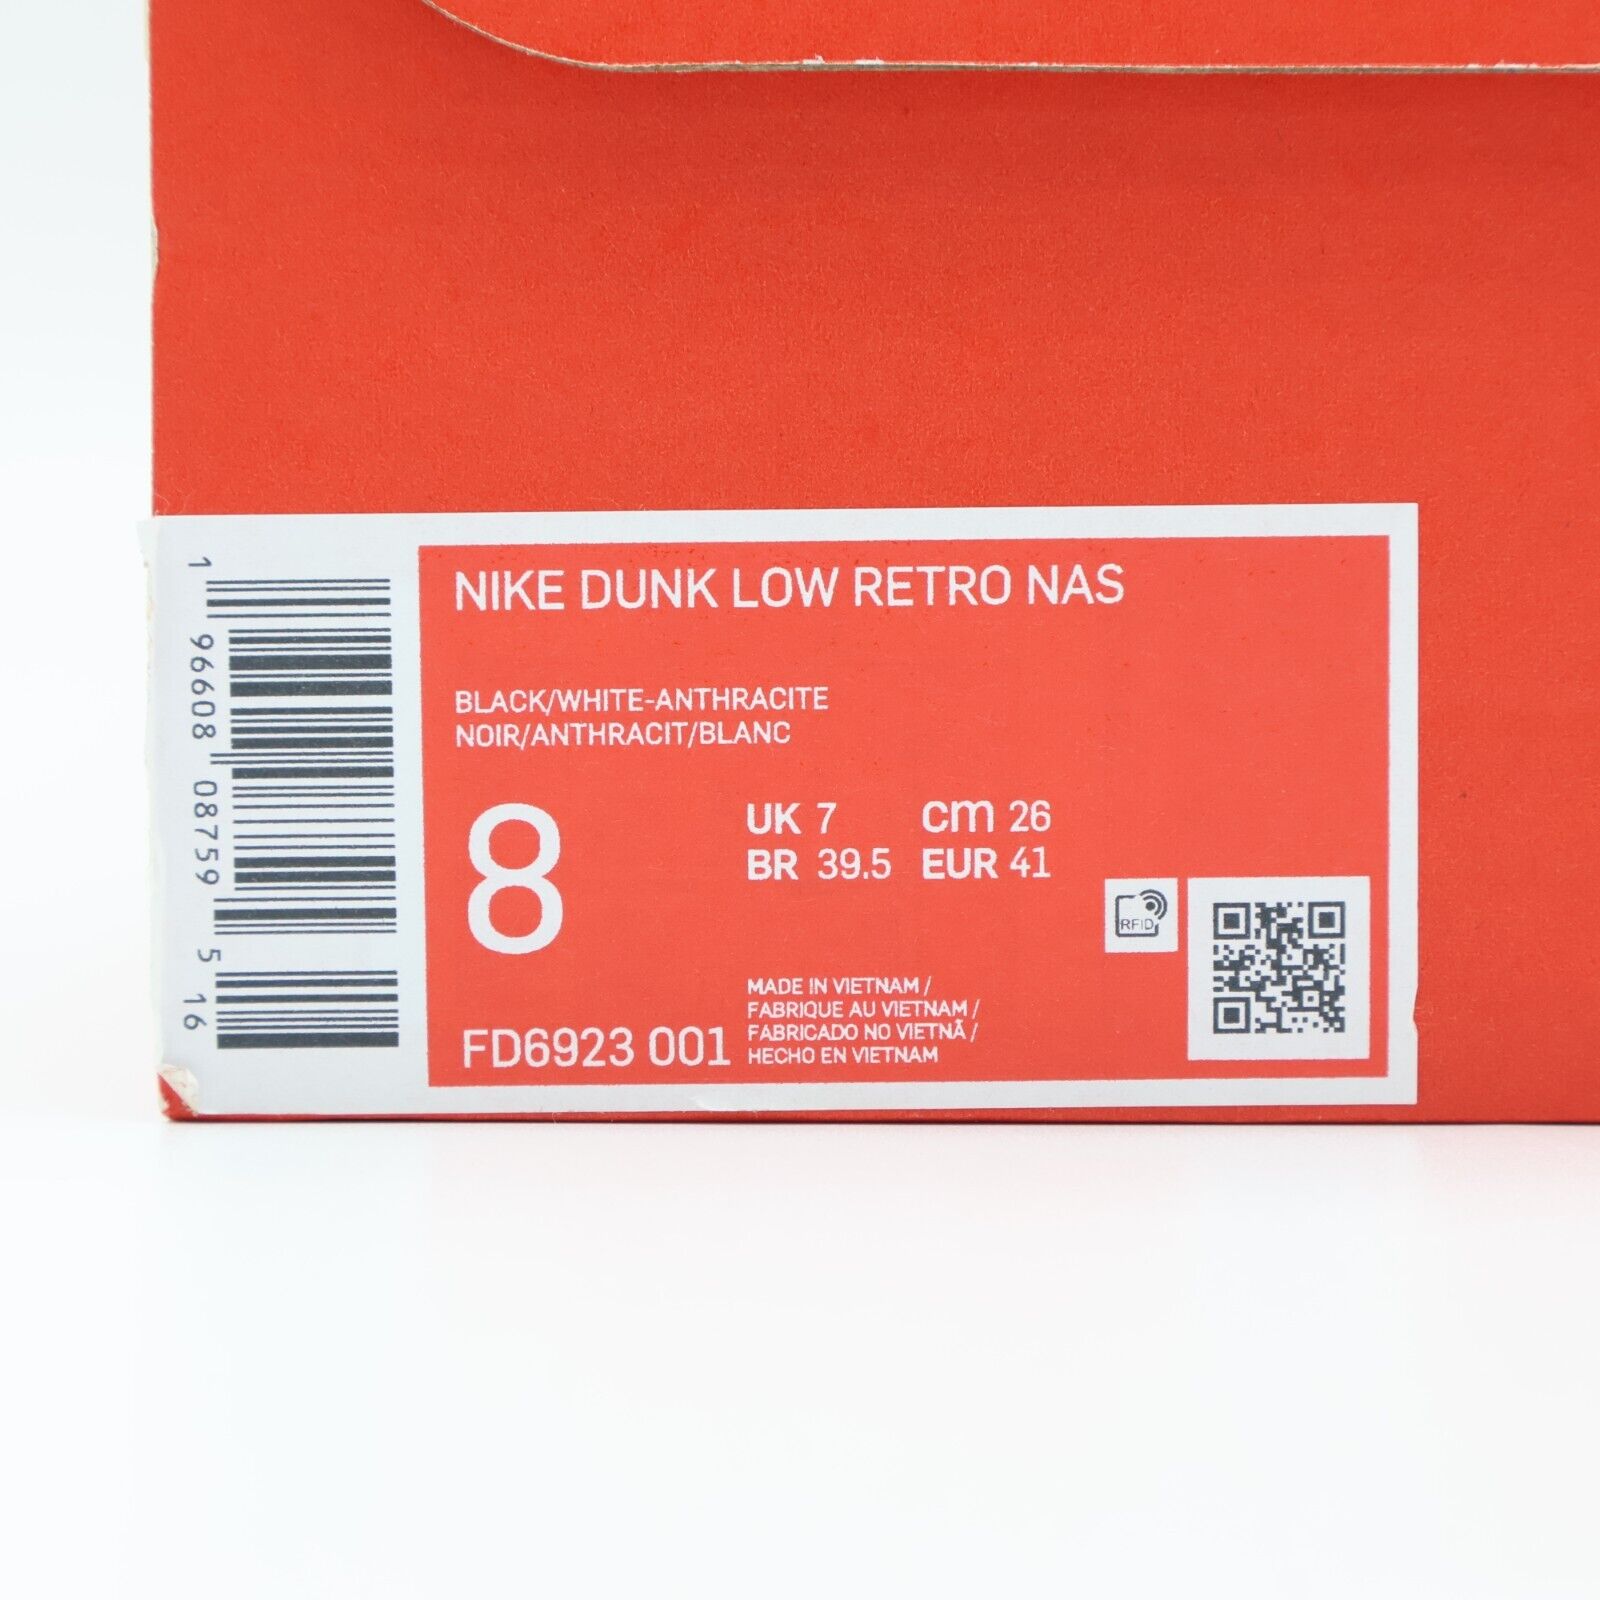 NIKE DUNK LOW RETRO NAS
BLACK/WHITE-ANTHRACITE
NOIR/ANTHRACIT/BLANC
8
UK 7 cm 26
BR 39.5 EUR 41
FD6923 001
MADE IN VIETNAM /
FABRIQUE AU VIETNAM /
FABRICADO NO VIETNÃ /
HECHO EN VIETNAM
RFID
1 96608 08759 5 16